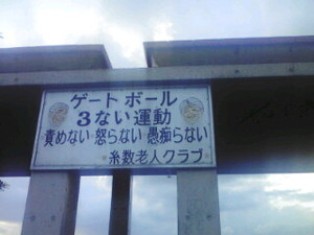 ゲートボール
3ない運動
責めない・怒らない・愚痴らない
糸数老人クラブ